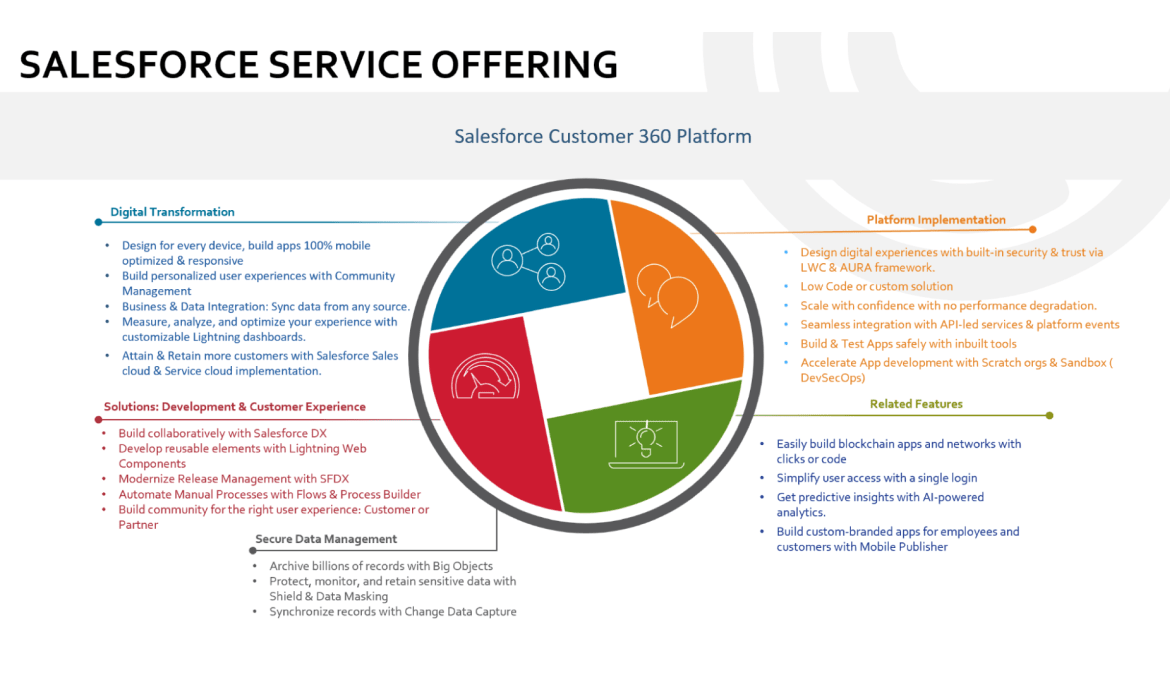 SALESFORCE SERVICE OFFERING
Salesforce Customer 360 Platform
Digital Transformation
• Design for every device, build apps 100% mobile
optimized & responsive
• Build personalized user experiences with Community
Management
• Business & Data Integration: Sync data from any source.
• Measure, analyze, and optimize your experience with
customizable Lightning dashboards.
• Attain & Retain more customers with Salesforce Sales
cloud & Service cloud implementation.
Solutions: Development & Customer Experience
• Build collaboratively with Salesforce DX
• Develop reusable elements with Lightning Web
Components
• Modernize Release Management with SFDX
• Automate Manual Processes with Flows & Process Builder
• Build community for the right user experience: Customer or
Partner
Secure Data Management
• Archive billions of records with Big Objects
• Protect, monitor, and retain sensitive data with
Shield & Data Masking
• Synchronize records with Change Data Capture
Platform Implementation
• Design digital experiences with built-in security & trust via
LWC & AURA framework.
• Low Code or custom solution
• Scale with confidence with no performance degradation.
• Seamless integration with API-led services & platform events
• Build & Test Apps safely with inbuilt tools
• Accelerate App development with Scratch orgs & Sandbox (
DevSecOps)
Related Features
• Easily build blockchain apps and networks with
clicks or code
• Simplify user access with a single login
• Get predictive insights with AI-powered
analytics.
• Build custom-branded apps for employees and
customers with Mobile Publisher